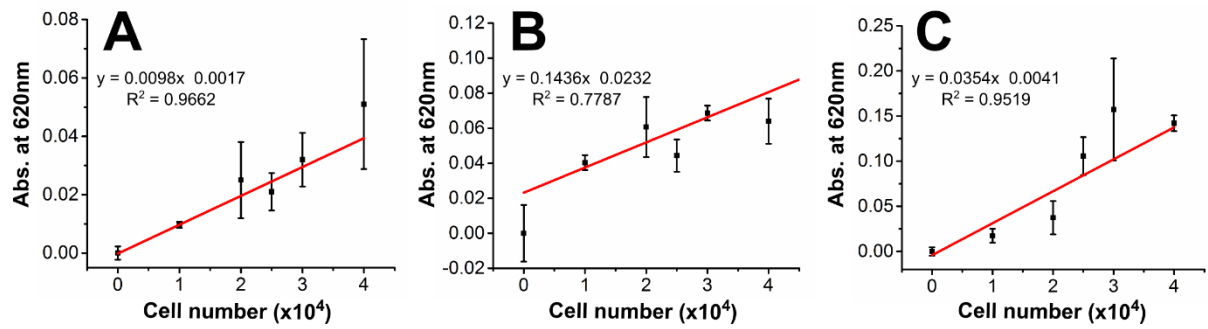 A
y = 0.0098x 0.0017
R² = 0.9662
Abs. at 620nm
0.08
0.06
0.04
0.02
0.00
0 1 2 3 4
Cell number (x10⁴)
B
y = 0.1436x 0.0232
R² = 0.7787
Abs. at 620nm
0.12
0.10
0.08
0.06
0.04
0.02
0.00
-0.02
0 1 2 3 4
Cell number (x10⁴)
C
y = 0.0354x 0.0041
R² = 0.9519
Abs. at 620nm
0.25
0.20
0.15
0.10
0.05
0.00
0 1 2 3 4
Cell number (x10⁴)